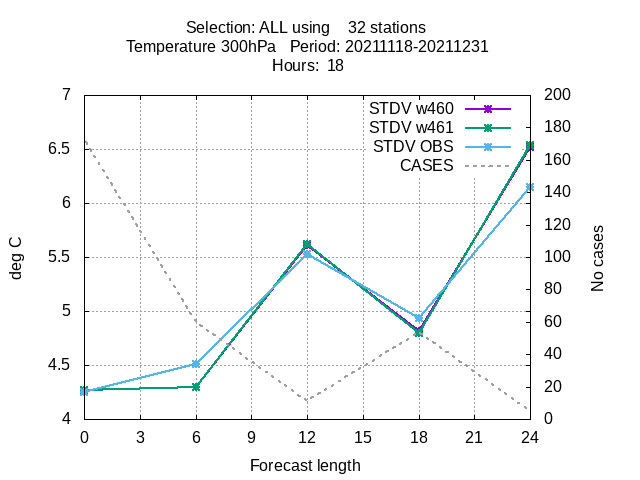 Selection: ALL using    32 stations
Temperature 300hPa   Period: 20211118-20211231
Hours:  18
7
6.5
6
5.5
5
4.5
4
deg C
STDV w460
STDV w461
STDV OBS
CASES
200
180
160
140
120
100
80
60
40
20
0
No cases
0 3 6 9 12 15 18 21 24
Forecast length